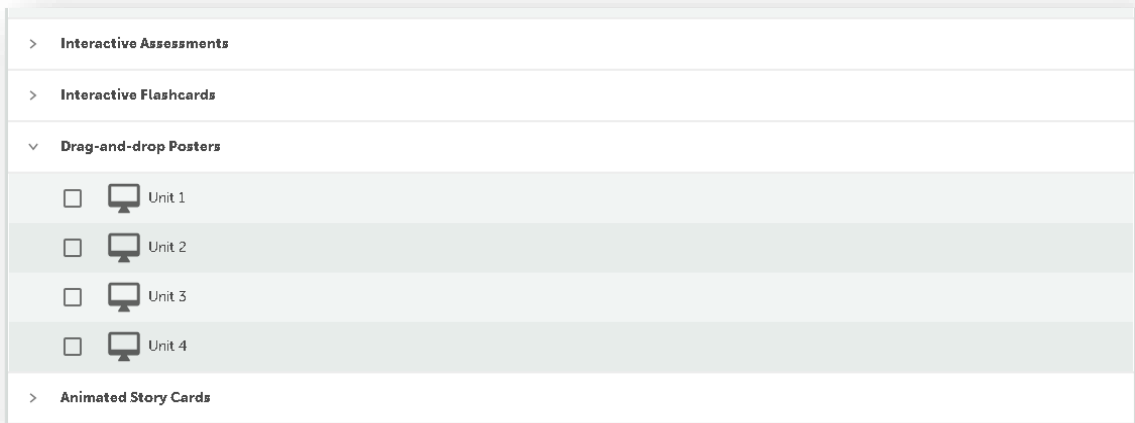 Interactive Assessments
Interactive Flashcards
Drag-and-drop Posters
Unit 1
Unit 2
Unit 3
Unit 4
Animated Story Cards